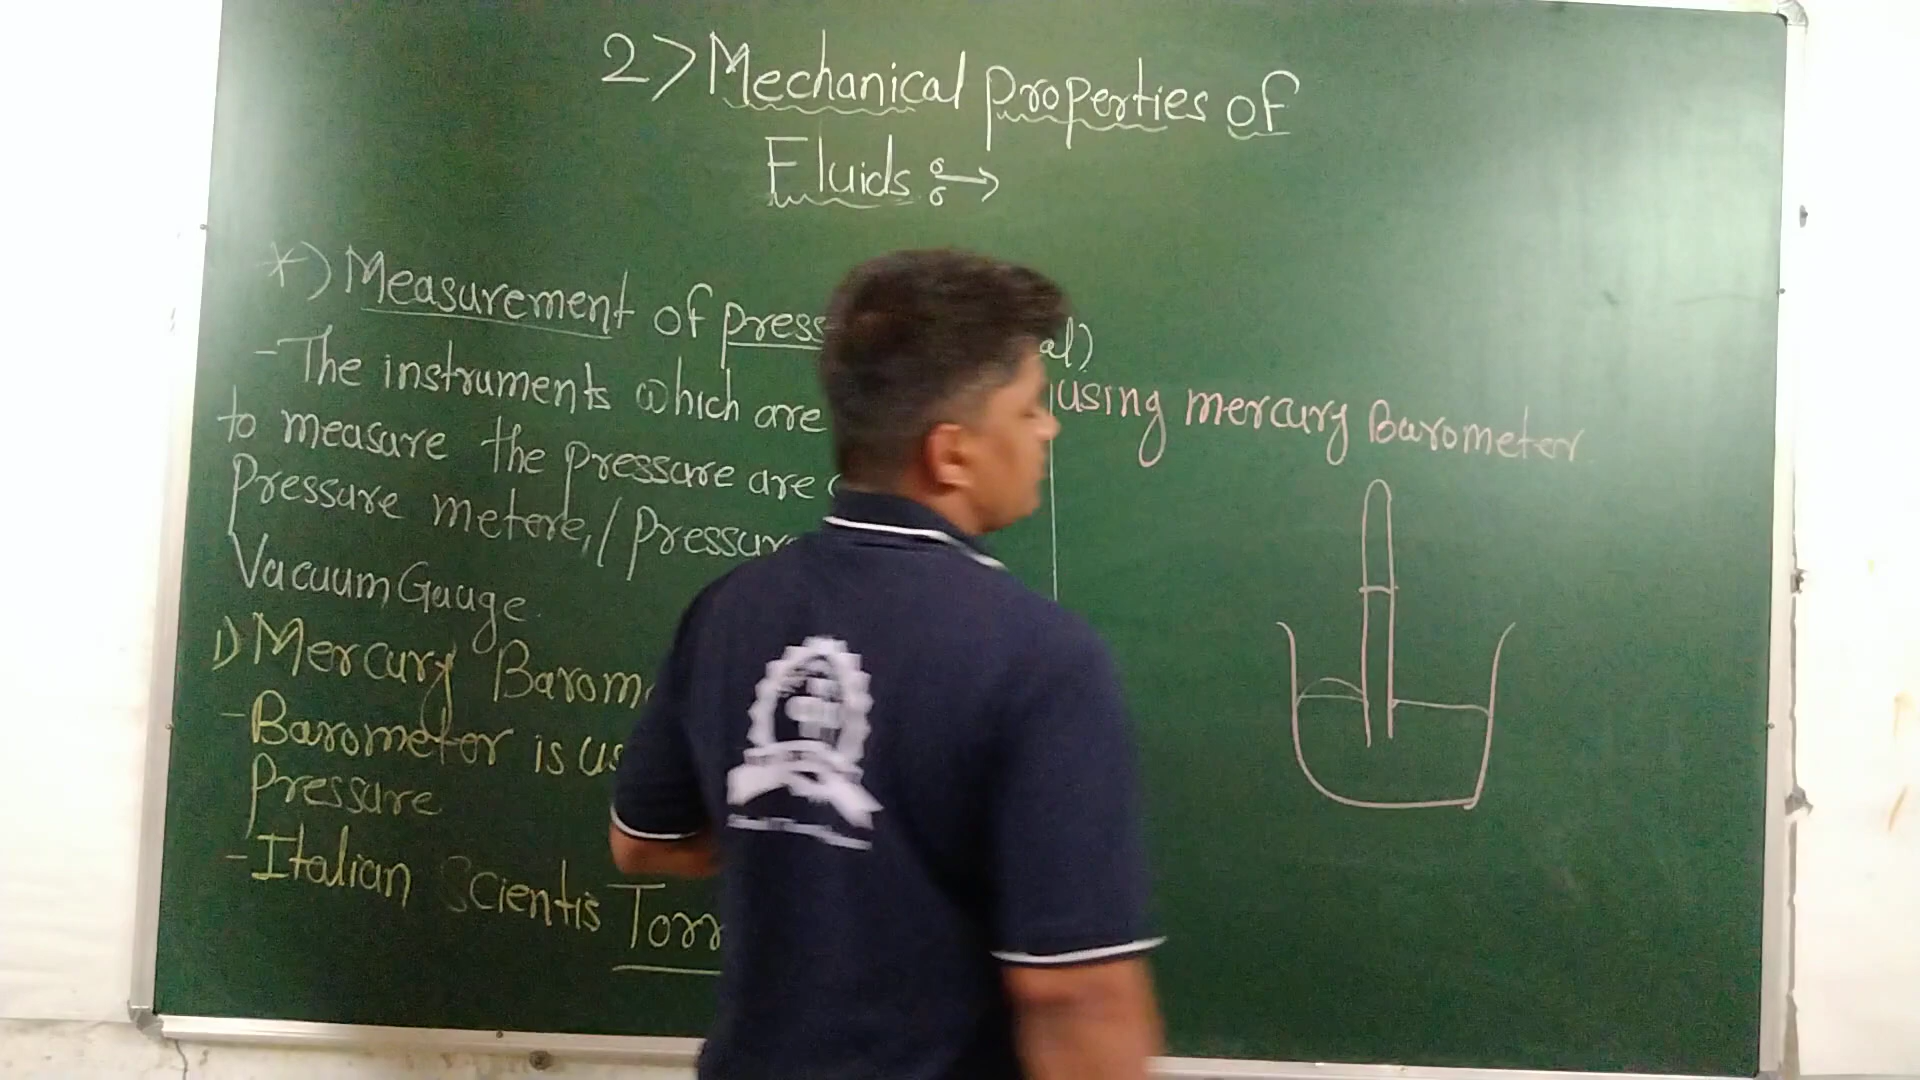 2> Mechanical properties of
Fluids :→
*) Measurement of press
al)
- The instruments which are
to measure the pressure are
Pressure metere, / Pressur
Vacuum Gauge.
1) Mercury Barom
- Barometer is us
Pressure
- Italian Scientis Torr
using mercury Barometer